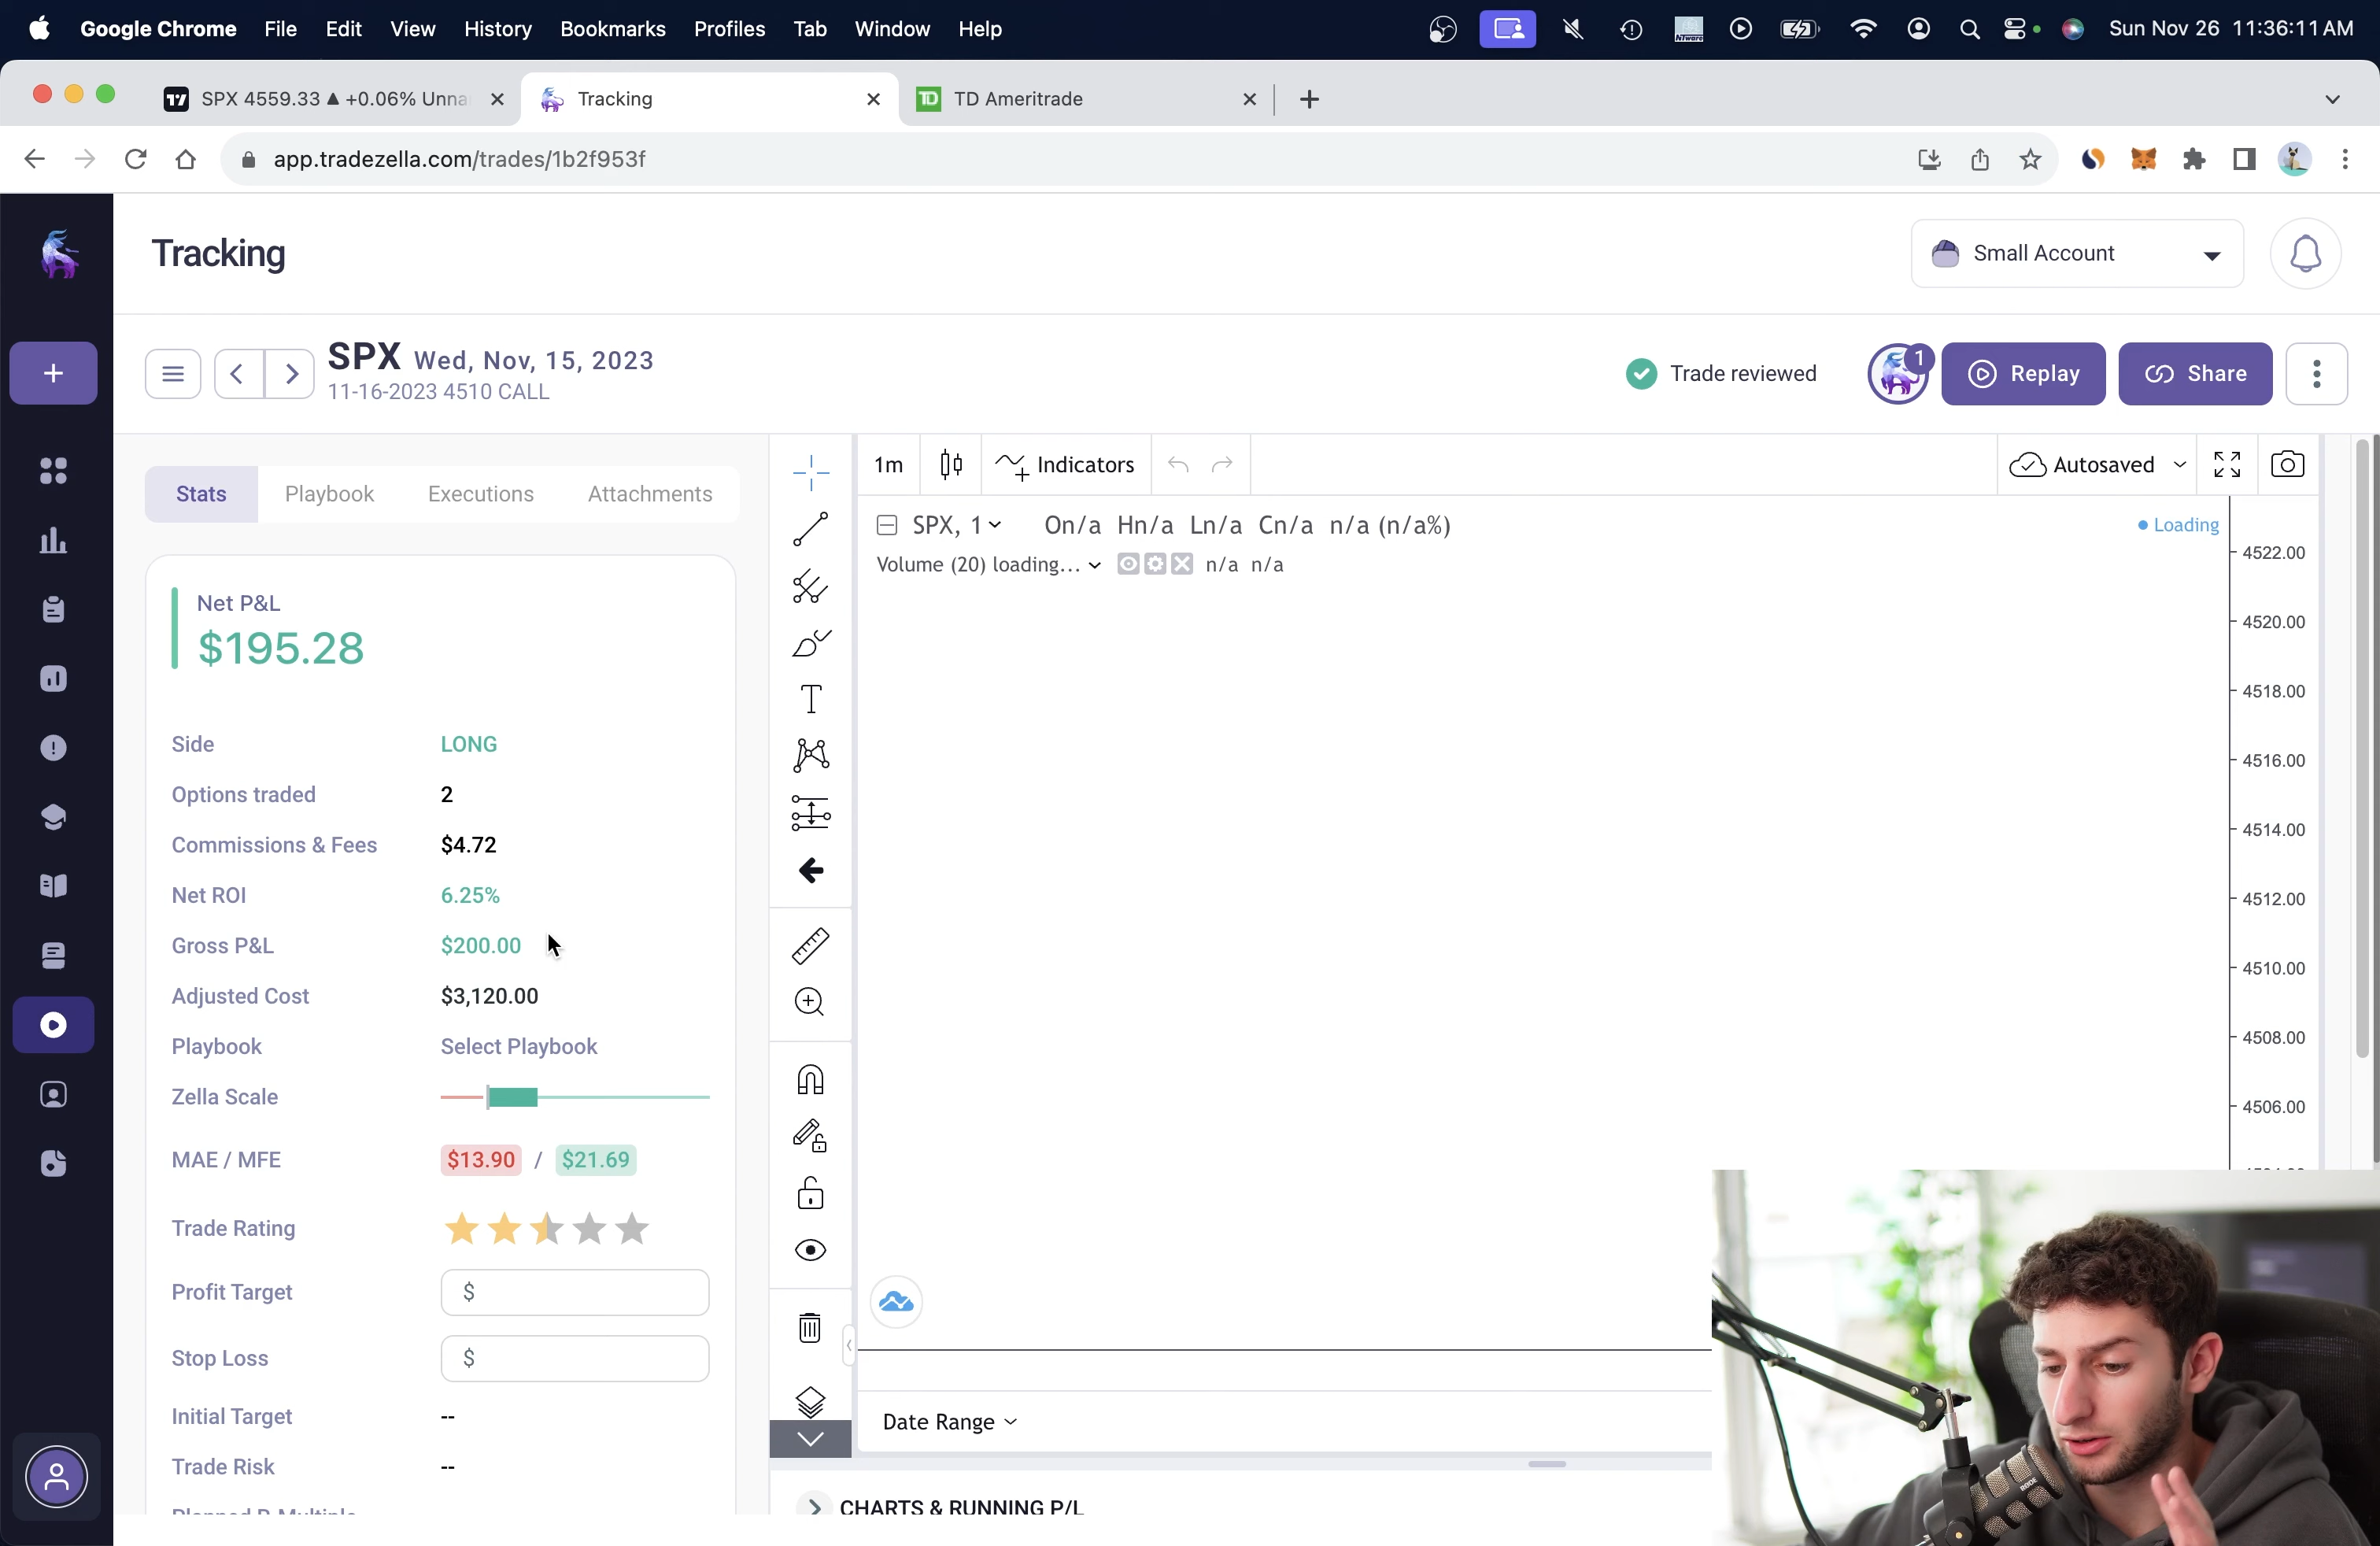 Google Chrome File Edit View History Bookmarks Profiles Tab Window Help
Sun Nov 26 11:36:11 AM
SPX 4559.33 ▲ +0.06% Unna
Tracking
TD Ameritrade
app.tradezella.com/trades/1b2f953f
Tracking
Small Account
SPX Wed, Nov, 15, 2023
11-16-2023 4510 CALL
Trade reviewed
1
Replay
Share
Stats Playbook Executions Attachments
Net P&L
$195.28
Side LONG
Options traded 2
Commissions & Fees $4.72
Net ROI 6.25%
Gross P&L $200.00
Adjusted Cost $3,120.00
Playbook Select Playbook
Zella Scale
MAE / MFE $13.90 / $21.69
Trade Rating
Profit Target $
Stop Loss $
Initial Target --
Trade Risk --
1m Indicators Autosaved
SPX, 1 On/a Hn/a Ln/a Cn/a n/a (n/a%)
Loading
Volume (20) loading... n/a n/a
4522.00
4520.00
4518.00
4516.00
4514.00
4512.00
4510.00
4508.00
4506.00
Date Range
CHARTS & RUNNING P/L
RODE